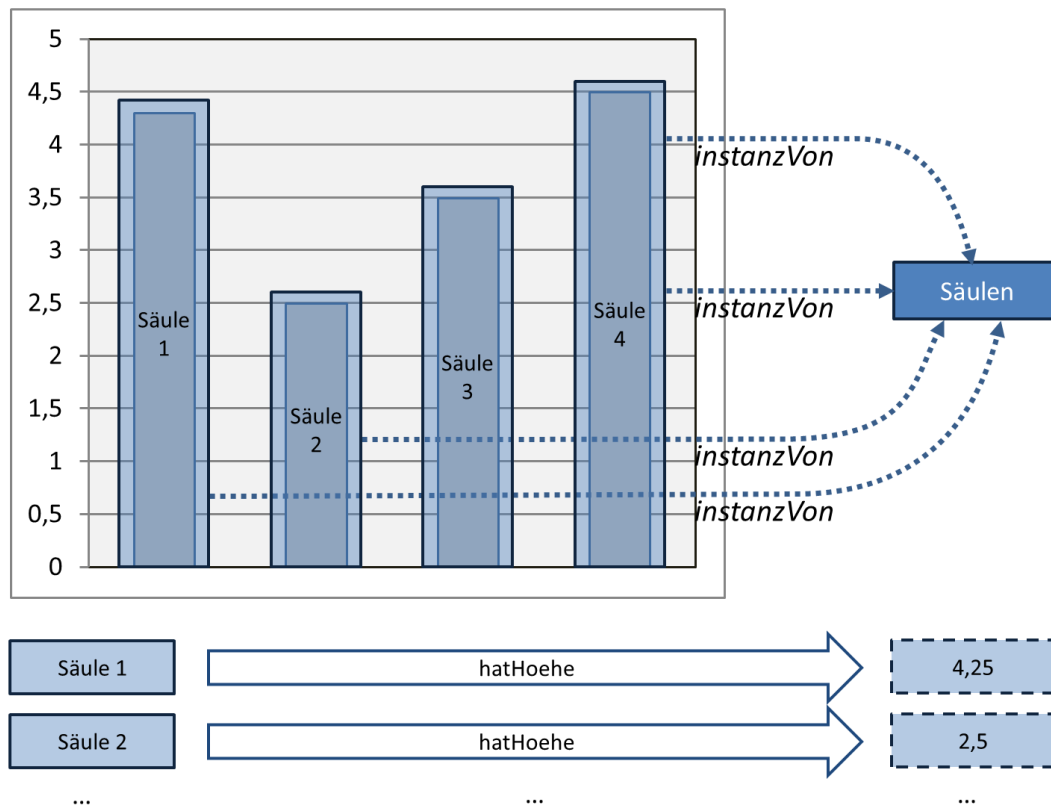 5
4,5
4
3,5
3
2,5
2
1,5
1
0,5
0
Säule
1
Säule
2
Säule
3
Säule
4
instanzVon
instanzVon
instanzVon
instanzVon
Säulen
Säule 1
hatHoehe
4,25
Säule 2
hatHoehe
2,5
...
...
...